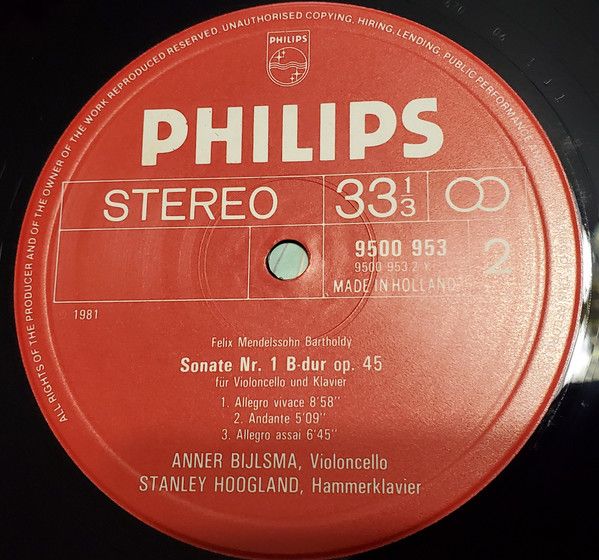 ALL RIGHTS OF THE PRODUCER AND OF THE OWNER OF THE WORK REPRODUCED RESERVED. UNAUTHORISED COPYING, HIRING, LENDING, PUBLIC PERFORMANCE AN
PHILIPS
PHILIPS
STEREO 33 1/3
9500 953
9500 953 2 Y 2
MADE IN HOLLAND
1981
Felix Mendelssohn Bartholdy
Sonate Nr. 1 B-dur op. 45
für Violoncello und Klavier
1. Allegro vivace 8'58''
2. Andante 5'09''
3. Allegro assai 6'45''
ANNER BIJLSMA, Violoncello
STANLEY HOOGLAND, Hammerklavier